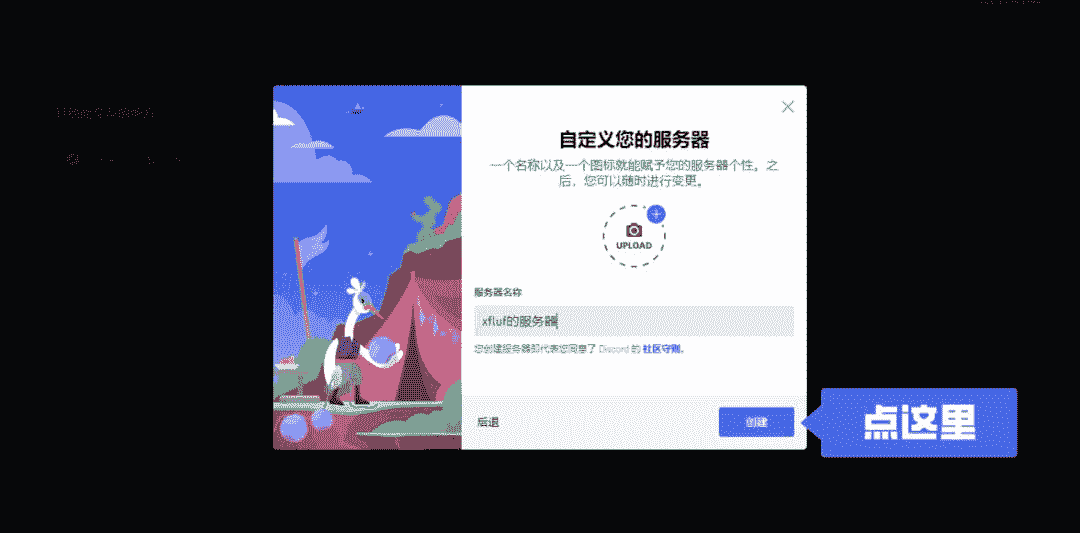 自定义您的服务器
一个名称以及一个图标就能赋予您的服务器个性。之
后，您可以随时进行变更。
UPLOAD
服务器名称
xfluf的服务器
您创建服务器即代表您同意了 Discord 的 社区守则。
后退
创建
点这里